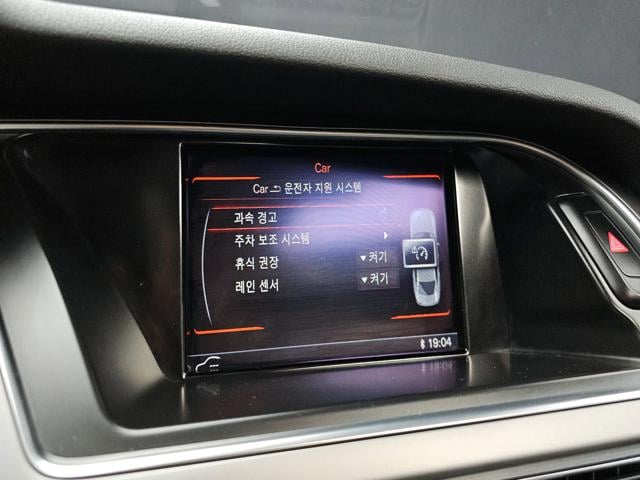 Car
Car 운전자 지원 시스템
과속 경고
주차 보조 시스템
휴식 권장 켜기
레인 센서 켜기
19:04